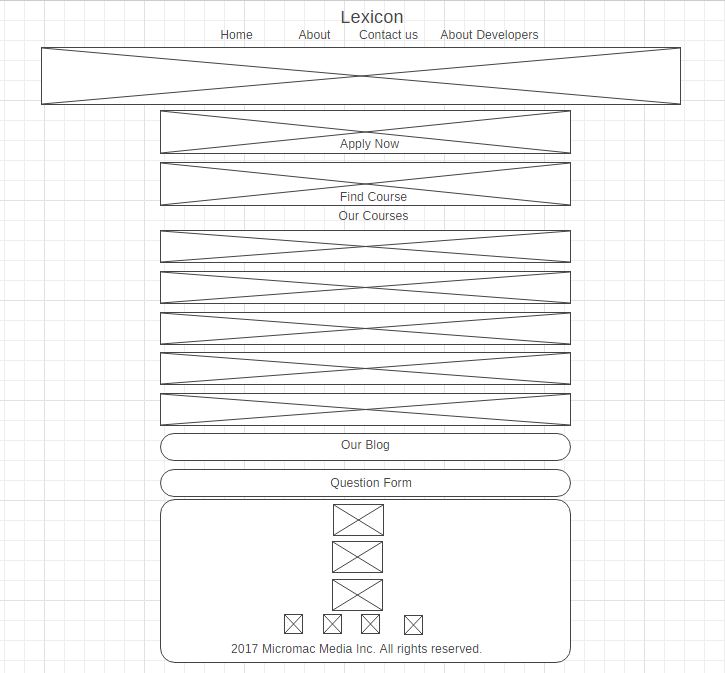 Lexicon
Home About Contact us About Developers
Apply Now
Find Course
Our Courses
Our Blog
Question Form
2017 Micromac Media Inc. All rights reserved.